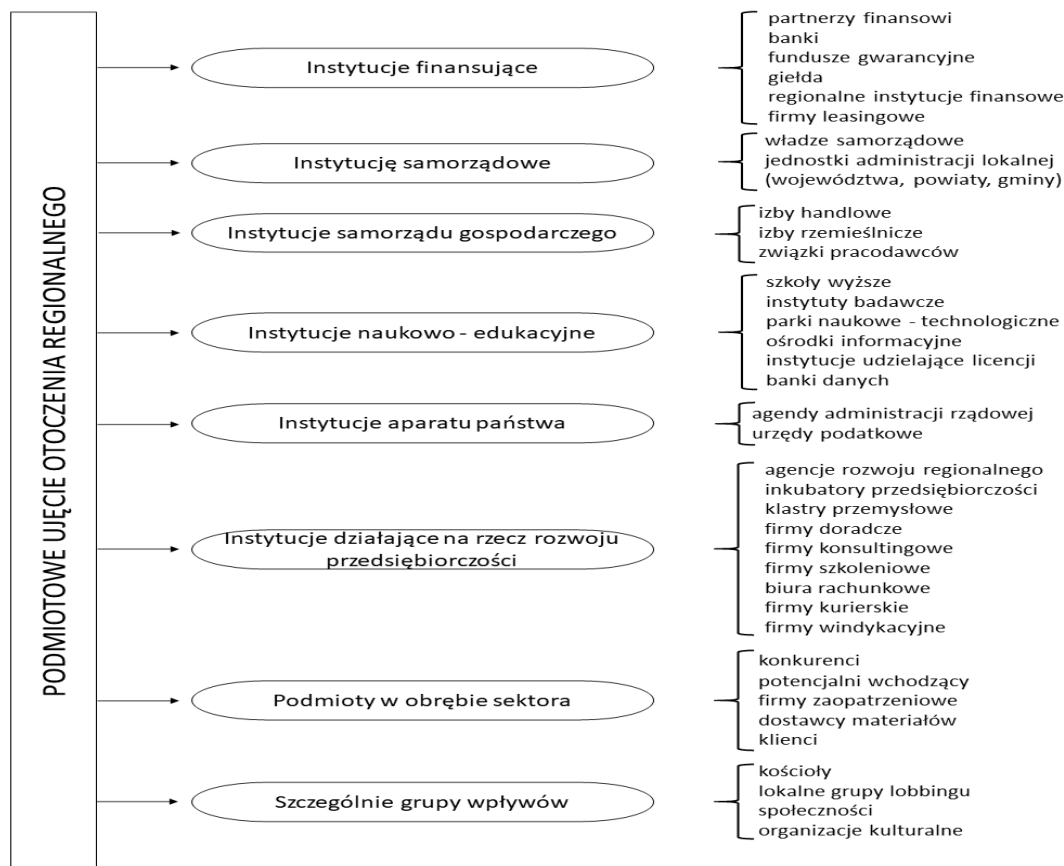 PODMIOTOWE UJĘCIE OTOCZENIA REGIONALNEGO
Instytucje finansujące
partnerzy finansowi
banki
fundusze gwarancyjne
giełda
regionalne instytucje finansowe
firmy leasingowe
Instytucję samorządowe
władze samorządowe
jednostki administracji lokalnej
(województwa, powiaty, gminy)
Instytucje samorządu gospodarczego
izby handlowe
izby rzemieślnicze
związki pracodawców
Instytucje naukowo - edukacyjne
szkoły wyższe
instytuty badawcze
parki naukowe - technologiczne
ośrodki informacyjne
instytucje udzielające licencji
banki danych
Instytucje aparatu państwa
agendy administracji rządowej
urzędy podatkowe
Instytucje działające na rzecz rozwoju
przedsiębiorczości
agencje rozwoju regionalnego
inkubatory przedsiębiorczości
klastry przemysłowe
firmy doradcze
firmy konsultingowe
firmy szkoleniowe
biura rachunkowe
firmy kurierskie
firmy windykacyjne
Podmioty w obrębie sektora
konkurenci
potencjalni wchodzący
firmy zaopatrzeniowe
dostawcy materiałów
klienci
Szczególnie grupy wpływów
kościoły
lokalne grupy lobbingu
społeczności
organizacje kulturalne